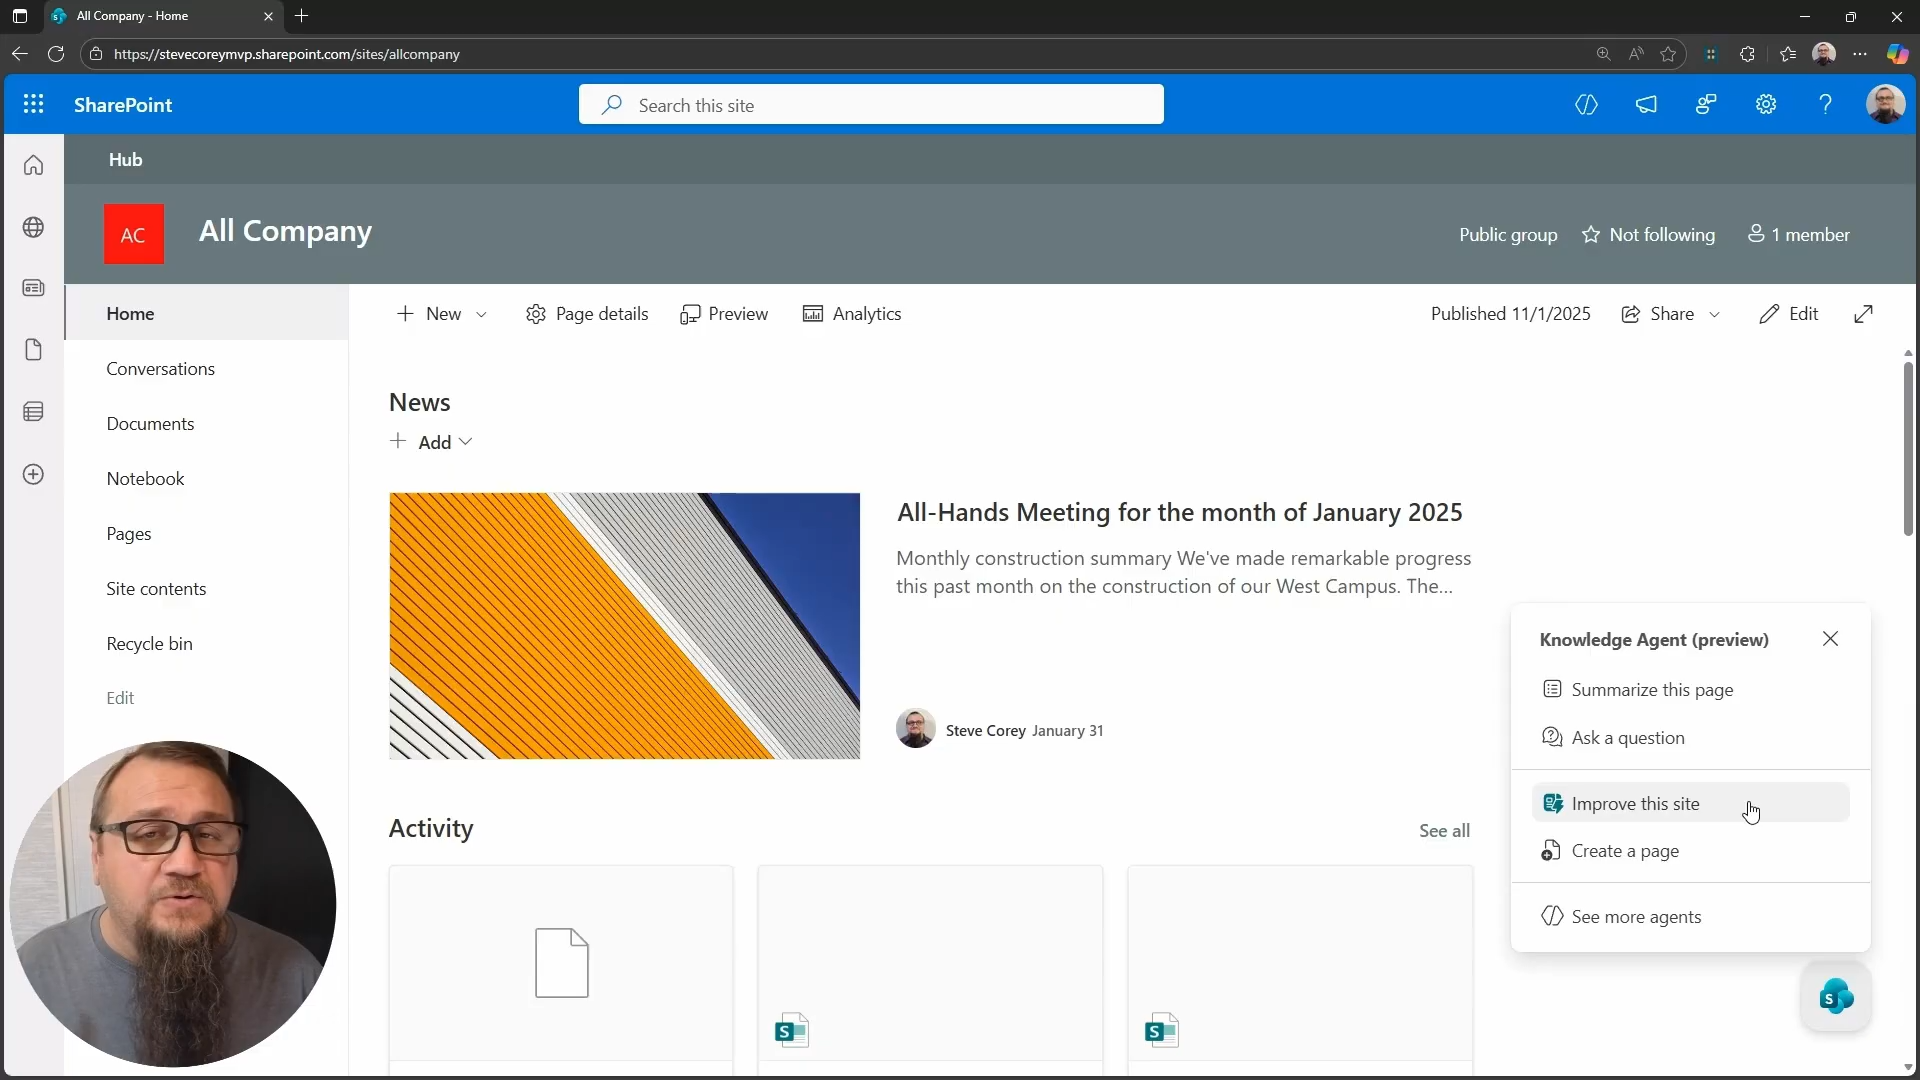 All Company - Home
https://stevecoreymvp.sharepoint.com/sites/allcompany
SharePoint
Search this site
Hub
AC
All Company
Public group
Not following
1 member
Home
Conversations
Documents
Notebook
Pages
Site contents
Recycle bin
Edit
New
Page details
Preview
Analytics
Published 11/1/2025
Share
Edit
News
Add
All-Hands Meeting for the month of January 2025
Monthly construction summary We've made remarkable progress
this past month on the construction of our West Campus. The...
Steve Corey January 31
Activity
See all
S
S
Knowledge Agent (preview)
Summarize this page
Ask a question
Improve this site
Create a page
See more agents
S